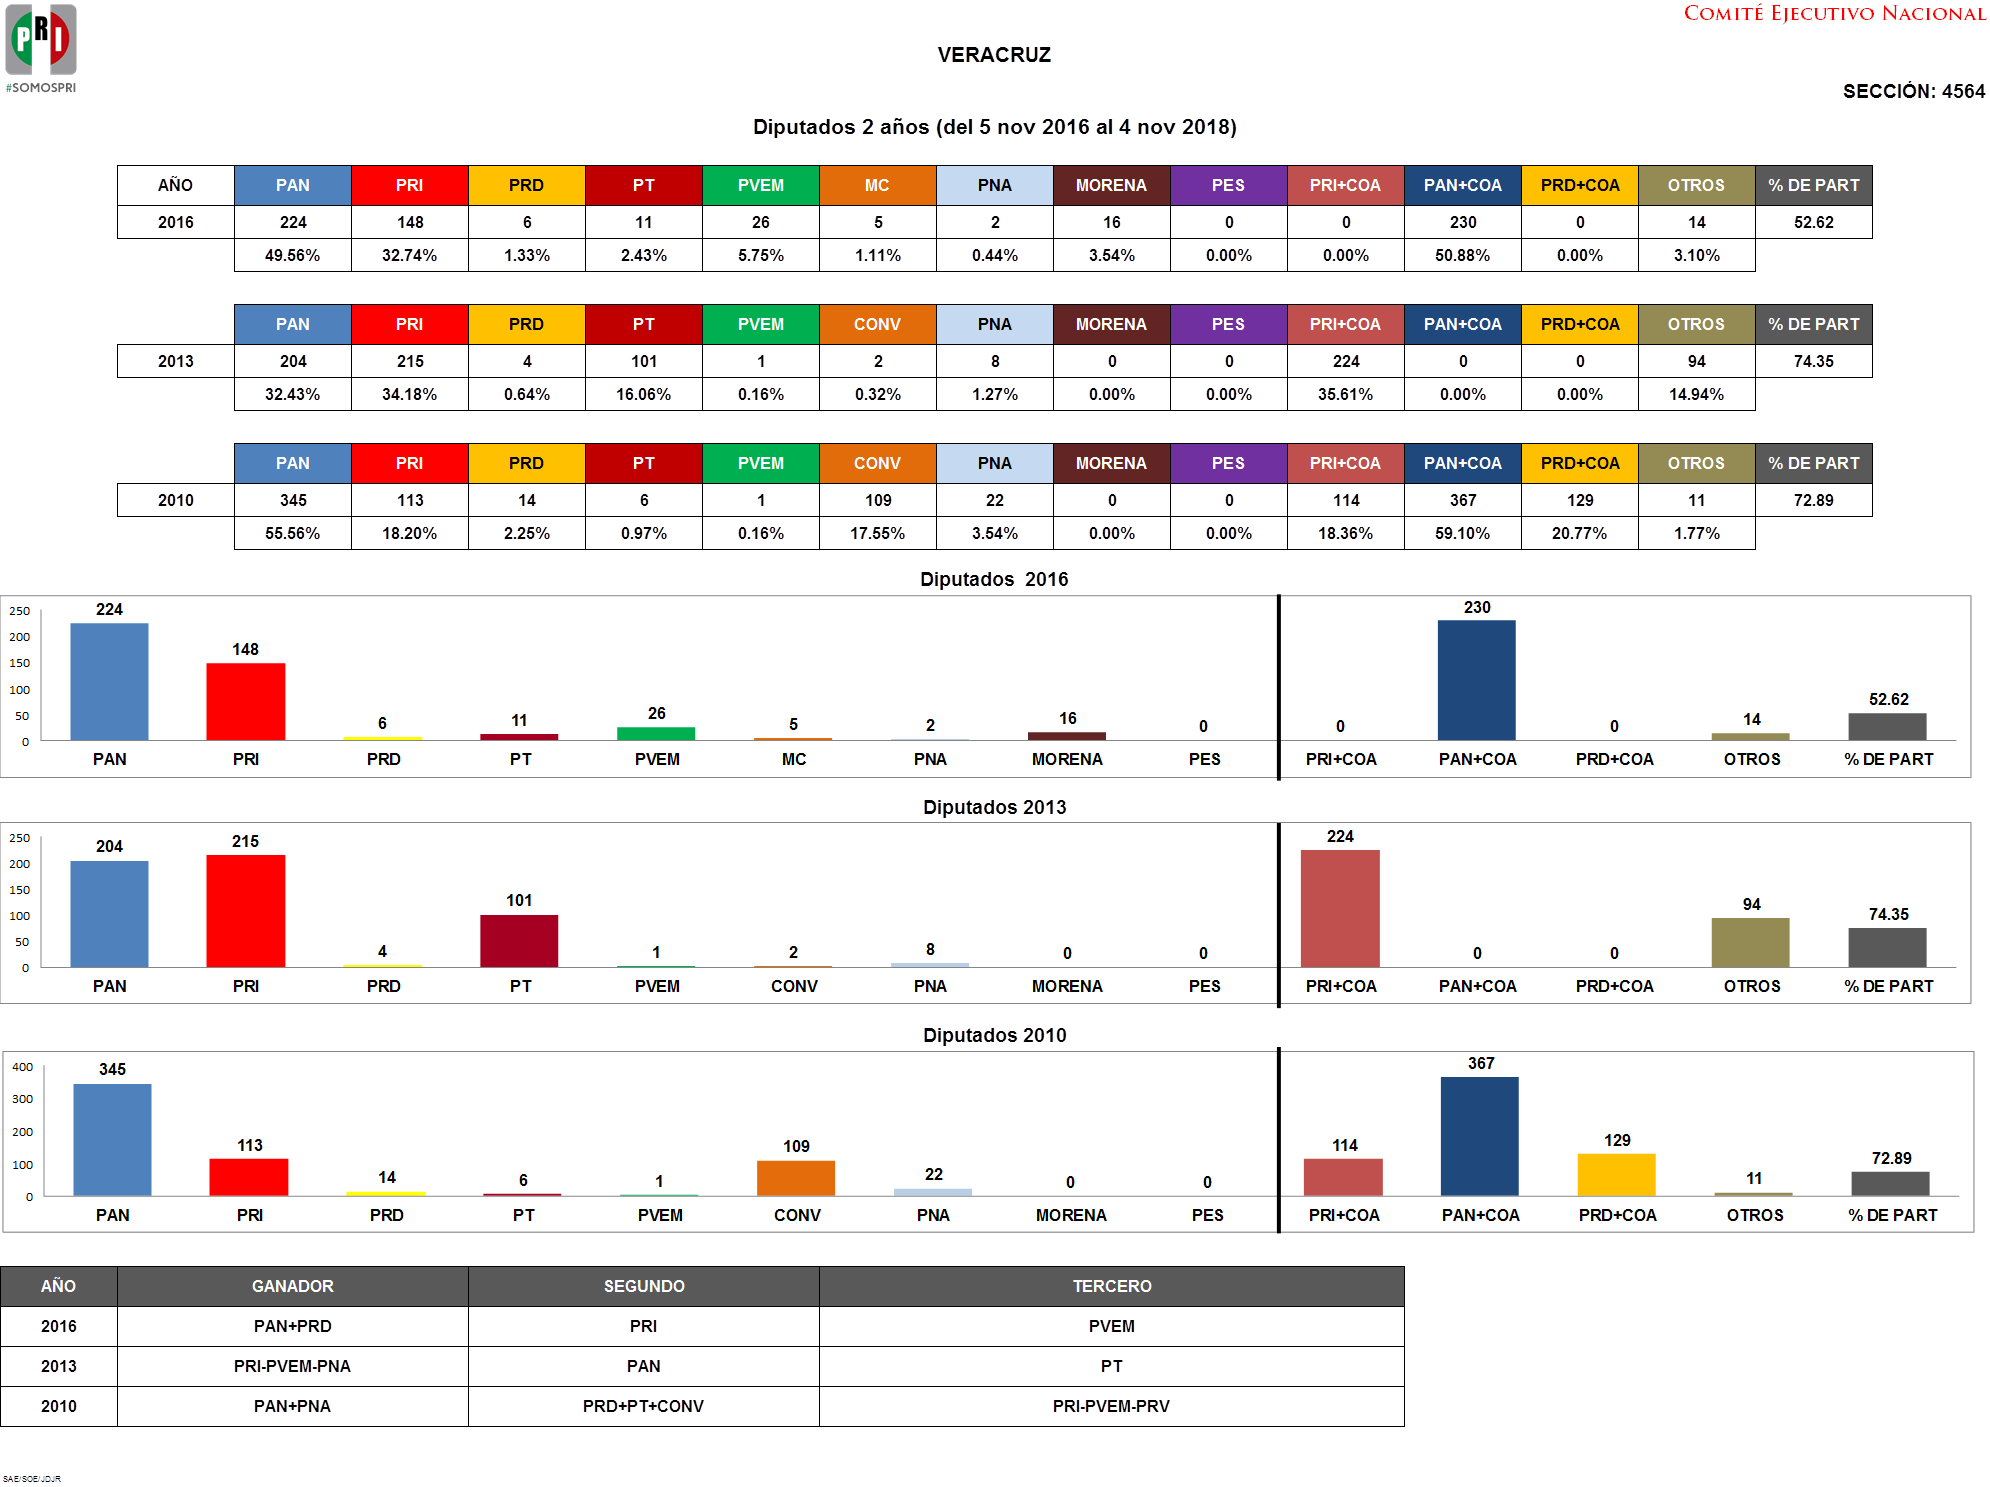 PRI
#SOMOSPRI
COMITÉ EJECUTIVO NACIONAL
VERACRUZ
SECCIÓN: 4564
Diputados 2 años (del 5 nov 2016 al 4 nov 2018)
AÑO PAN PRI PRD PT PVEM MC PNA MORENA PES PRI+COA PAN+COA PRD+COA OTROS % DE PART
2016 224 148 6 11 26 5 2 16 0 0 230 0 14 52.62
49.56% 32.74% 1.33% 2.43% 5.75% 1.11% 0.44% 3.54% 0.00% 0.00% 50.88% 0.00% 3.10%
PAN PRI PRD PT PVEM CONV PNA MORENA PES PRI+COA PAN+COA PRD+COA OTROS % DE PART
2013 204 215 4 101 1 2 8 0 0 224 0 0 94 74.35
32.43% 34.18% 0.64% 16.06% 0.16% 0.32% 1.27% 0.00% 0.00% 35.61% 0.00% 0.00% 14.94%
PAN PRI PRD PT PVEM CONV PNA MORENA PES PRI+COA PAN+COA PRD+COA OTROS % DE PART
2010 345 113 14 6 1 109 22 0 0 114 367 129 11 72.89
55.56% 18.20% 2.25% 0.97% 0.16% 17.55% 3.54% 0.00% 0.00% 18.36% 59.10% 20.77% 1.77%
Diputados 2016
250
200
150
100
50
0
224 148 6 11 26 5 2 16 0 0 230 0 14 52.62
PAN PRI PRD PT PVEM MC PNA MORENA PES PRI+COA PAN+COA PRD+COA OTROS % DE PART
Diputados 2013
250
200
150
100
50
0
204 215 4 101 1 2 8 0 0 224 0 0 94 74.35
PAN PRI PRD PT PVEM CONV PNA MORENA PES PRI+COA PAN+COA PRD+COA OTROS % DE PART
Diputados 2010
400
300
200
100
0
345 113 14 6 1 109 22 0 0 114 367 129 11 72.89
PAN PRI PRD PT PVEM CONV PNA MORENA PES PRI+COA PAN+COA PRD+COA OTROS % DE PART
AÑO GANADOR SEGUNDO TERCERO
2016 PAN+PRD PRI PVEM
2013 PRI-PVEM-PNA PAN PT
2010 PAN+PNA PRD+PT+CONV PRI-PVEM-PRV
SAE/SOE/JDJR